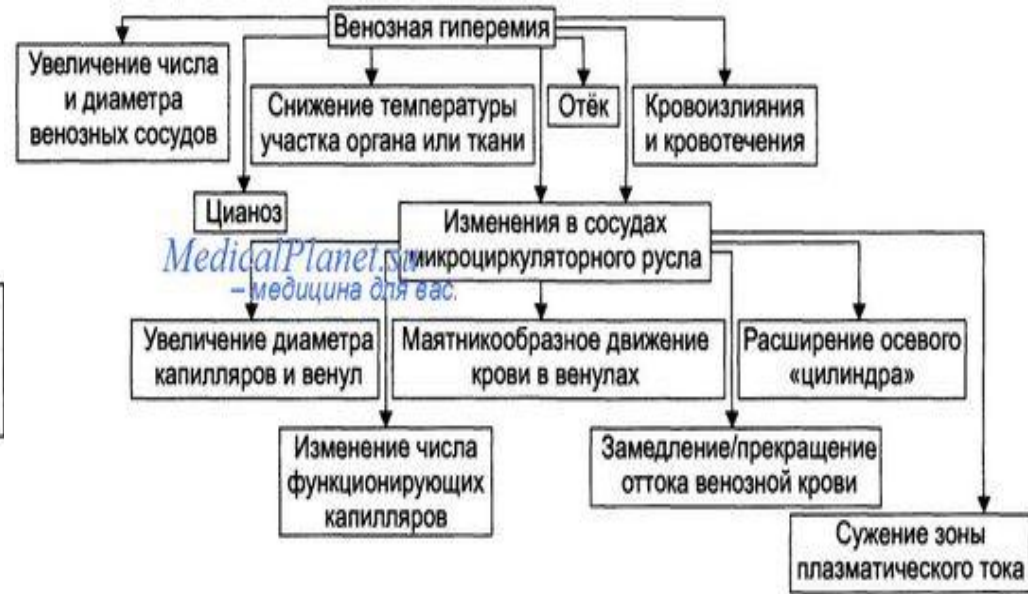 Венозная гиперемия
Увеличение числа
и диаметра
венозных сосудов
Снижение температуры
участка органа или ткани
Отёк
Кровоизлияния
и кровотечения
Цианоз
Изменения в сосудах
микроциркуляторного русла
MedicalPlanet.su
– медицина для вас.
Увеличение диаметра
капилляров и венул
Маятникообразное движение
крови в венулах
Расширение осевого
«цилиндра»
Изменение числа
функционирующих
капилляров
Замедление/прекращение
оттока венозной крови
Сужение зоны
плазматического тока